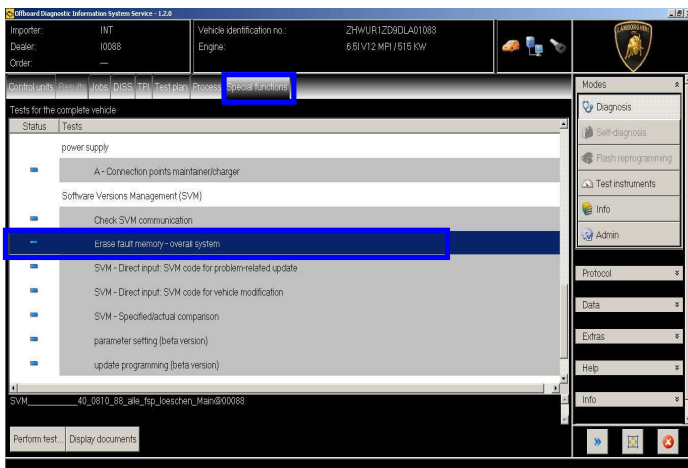 Offboard Diagnostic Information System Service - 1.2.0
Importer: INT Vehicle identification no.: ZHWUR1ZD9DLA01083
Dealer: I0088 Engine: 6.5l V12 MPI / 515 KW
Order: —
LAMBORGHINI
Control units Results Jobs DISS TPI Test plan Process Special functions
Modes
Tests for the complete vehicle
Diagnosis
Status Tests
power supply
Self-diagnosis
A - Connection points maintainer/charger
Flash reprogramming
Software Versions Management (SVM)
Test instruments
Check SVM communication
Info
Erase fault memory - overall system
Admin
SVM - Direct input: SVM code for problem-related update
Protocol
SVM - Direct input: SVM code for vehicle modification
Data
SVM - Specified/actual comparison
parameter setting (beta version)
Extras
update programming (beta version)
Help
SVM_______40_0810_88_alle_fsp_loeschen_Main@00088
Info
Perform test... Display documents